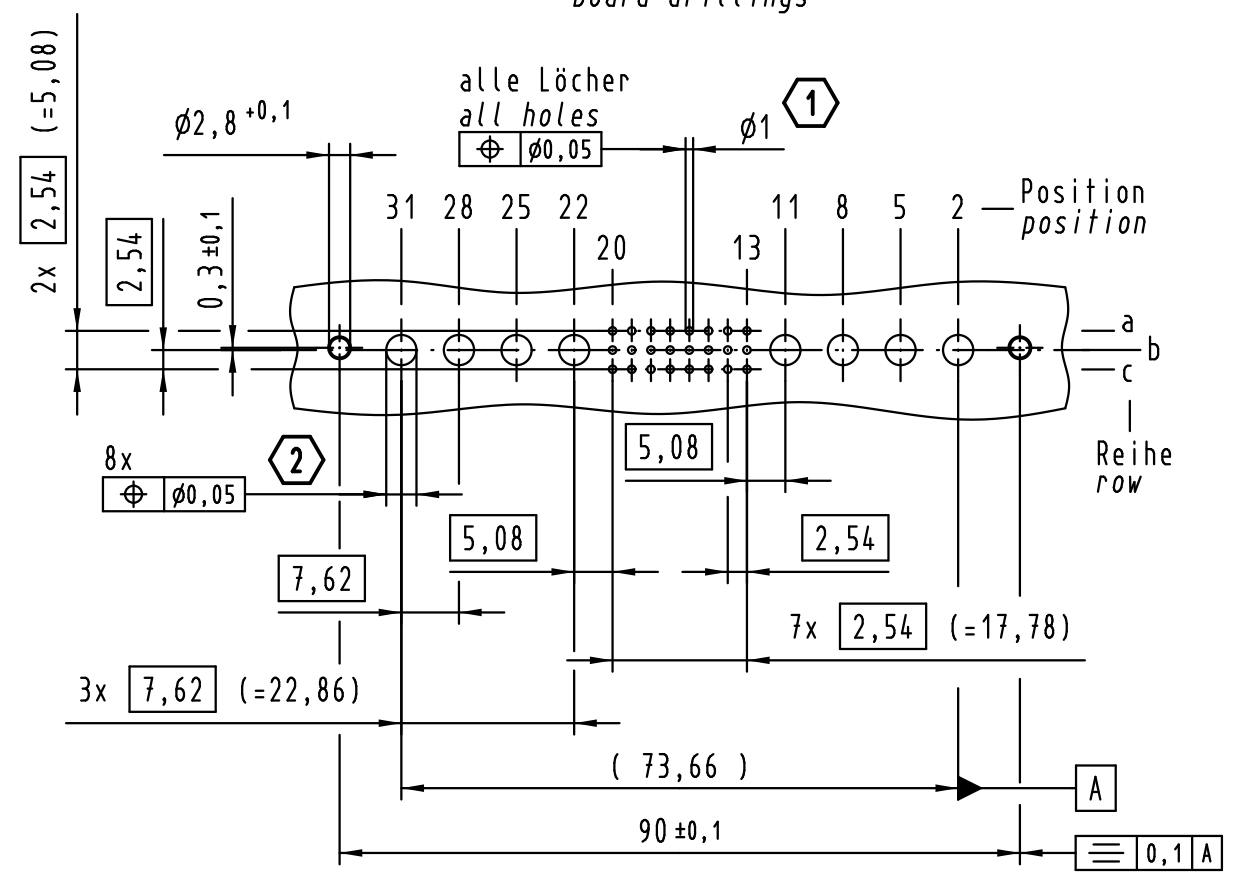 board drillings
alle Löcher
all holes
⌖ ø0,05
1
ø1
ø2,8 +0,1
2x 2,54 (=5,08)
2,54
0,3 ±0,1
31 28 25 22 11 8 5 2 Position
position
20 13
a
b
c
Reihe
row
8x
⌖ ø0,05
2
5,08
5,08
2,54
7,62
7x 2,54 (=17,78)
3x 7,62 (=22,86)
( 73,66 )
A
90 ±0,1
⌯ 0,1 A